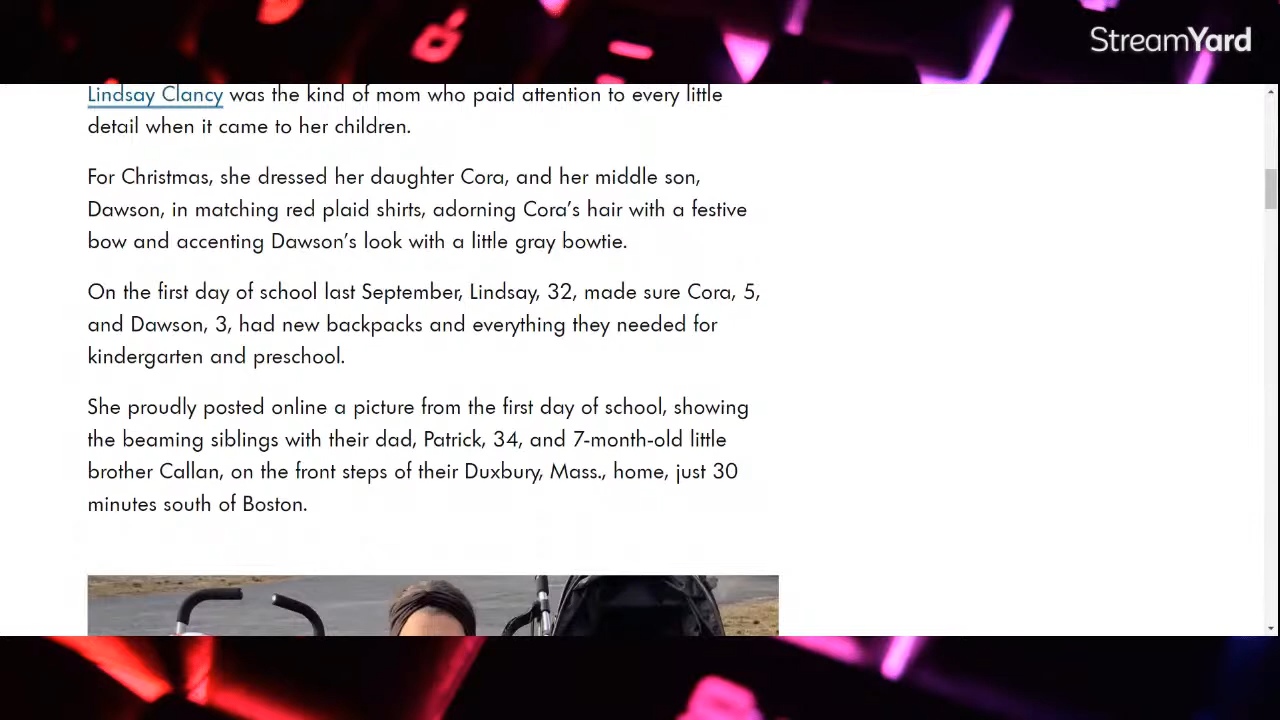 StreamYard
Lindsay Clancy was the kind of mom who paid attention to every little
detail when it came to her children.
For Christmas, she dressed her daughter Cora, and her middle son,
Dawson, in matching red plaid shirts, adorning Cora’s hair with a festive
bow and accenting Dawson’s look with a little gray bowtie.
On the first day of school last September, Lindsay, 32, made sure Cora, 5,
and Dawson, 3, had new backpacks and everything they needed for
kindergarten and preschool.
She proudly posted online a picture from the first day of school, showing
the beaming siblings with their dad, Patrick, 34, and 7-month-old little
brother Callan, on the front steps of their Duxbury, Mass., home, just 30
minutes south of Boston.